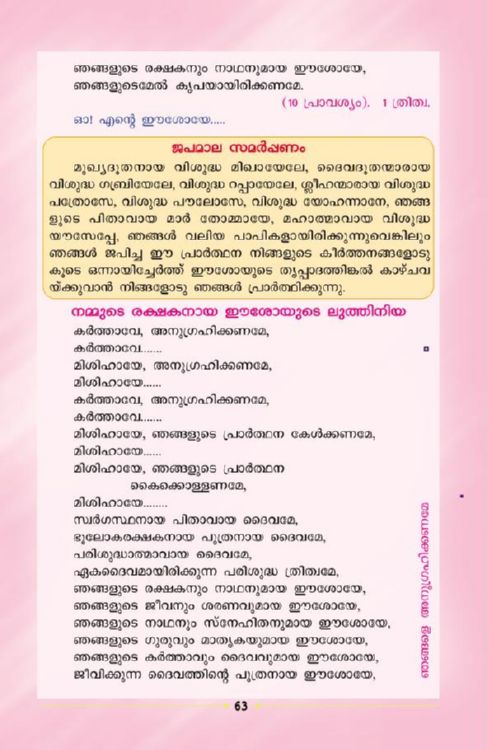 ഞങ്ങളുടെ രക്ഷകനും നാഥനുമായ ഈശോയേ,
ഞങ്ങളുടെമേൽ കൃപയായിരിക്കണമേ.
(10 പ്രാവശ്യം). 1 ത്രിത്വ.
ഓ! എന്റെ ഈശോയേ.....
ജപമാല സമർപ്പണം
മുഖ്യദൂതനായ വിശുദ്ധ മിഖായേലേ, ദൈവദൂതന്മാരായ
വിശുദ്ധ ഗബ്രിയേലേ, വിശുദ്ധ റപ്പായേലേ, ശ്ലീഹന്മാരായ വിശുദ്ധ
പത്രോസേ, വിശുദ്ധ പൗലോസേ, വിശുദ്ധ യോഹന്നാനേ, ഞങ്ങ
ളുടെ പിതാവായ മാർ തോമ്മായേ, മഹാത്മാവായ വിശുദ്ധ
യൗസേപ്പേ, ഞങ്ങൾ വലിയ പാപികളായിരിക്കുന്നുവെങ്കിലും
ഞങ്ങൾ ജപിച്ച ഈ പ്രാർത്ഥന നിങ്ങളുടെ കീർത്തനങ്ങളോടു
കൂടെ ഒന്നായിച്ചേർത്ത് ഈശോയുടെ തൃപ്പാദത്തിങ്കൽ കാഴ്ചവ
യ്ക്കുവാൻ നിങ്ങളോടു ഞങ്ങൾ പ്രാർത്ഥിക്കുന്നു.
നമ്മുടെ രക്ഷകനായ ഈശോയുടെ ലുത്തിനിയ
കർത്താവേ, അനുഗ്രഹിക്കണമേ,
കർത്താവേ.......
മിശിഹായേ, അനുഗ്രഹിക്കണമേ,
മിശിഹായേ......
കർത്താവേ, അനുഗ്രഹിക്കണമേ,
കർത്താവേ.......
മിശിഹായേ, ഞങ്ങളുടെ പ്രാർത്ഥന കേൾക്കണമേ,
മിശിഹായേ......
മിശിഹായേ, ഞങ്ങളുടെ പ്രാർത്ഥന
കൈക്കൊള്ളണമേ,
മിശിഹായേ........
സ്വർഗസ്ഥനായ പിതാവായ ദൈവമേ,
ഭൂലോകരക്ഷകനായ പുത്രനായ ദൈവമേ,
പരിശുദ്ധാത്മാവായ ദൈവമേ,
ഏകദൈവമായിരിക്കുന്ന പരിശുദ്ധ ത്രിത്വമേ,
ഞങ്ങളുടെ രക്ഷകനും നാഥനുമായ ഈശോയേ,
ഞങ്ങളുടെ ജീവനും ശരണവുമായ ഈശോയേ,
ഞങ്ങളുടെ നാഥനും സ്നേഹിതനുമായ ഈശോയേ,
ഞങ്ങളുടെ ഗുരുവും മാതൃകയുമായ ഈശോയേ,
ഞങ്ങളുടെ കർത്താവും ദൈവവുമായ ഈശോയേ,
ജീവിക്കുന്ന ദൈവത്തിന്റെ പുത്രനായ ഈശോയേ,
ഞങ്ങളെ അനുഗ്രഹിക്കണമേ
63